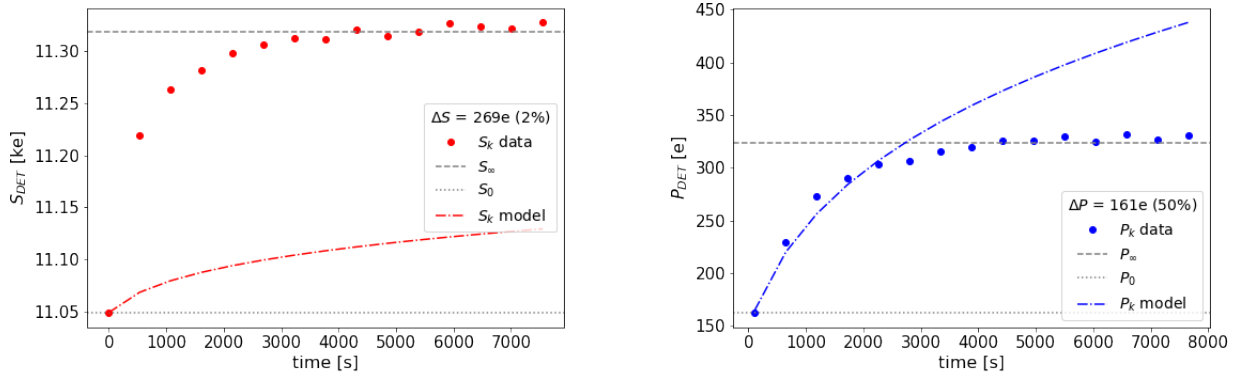 11.30
11.25
11.20
11.15
11.10
11.05
S_DET [ke]
0 1000 2000 3000 4000 5000 6000 7000
time [s]
ΔS = 269e (2%)
S_k data
S_∞
S_0
S_k model
450
400
350
300
250
200
150
P_DET [e]
0 1000 2000 3000 4000 5000 6000 7000 8000
time [s]
ΔP = 161e (50%)
P_k data
P_∞
P_0
P_k model